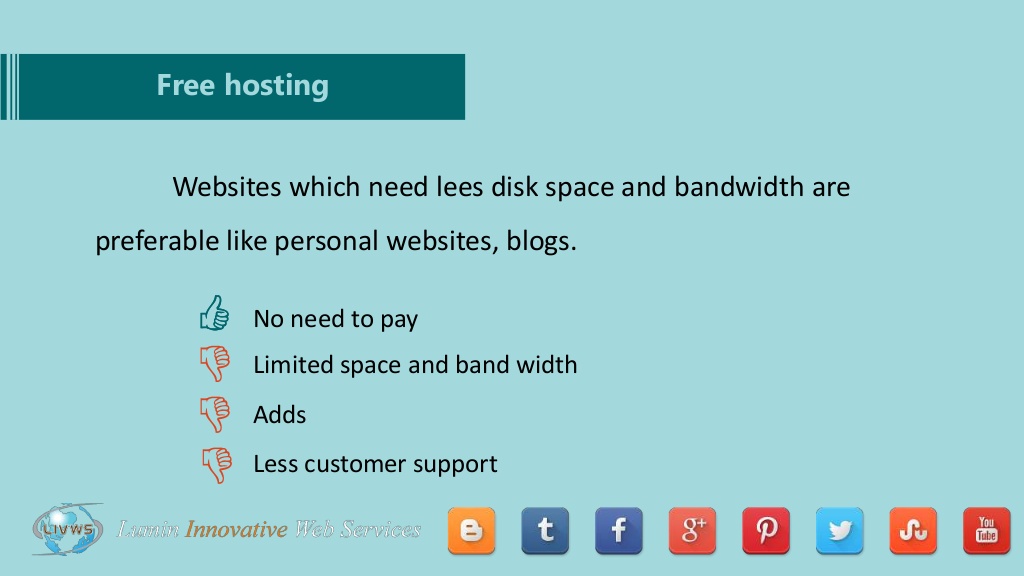 Free hosting
Websites which need lees disk space and bandwidth are
preferable like personal websites, blogs.
No need to pay
Limited space and band width
Adds
Less customer support
LIVWS Lumin Innovative Web Services
t f g+ You
Tube